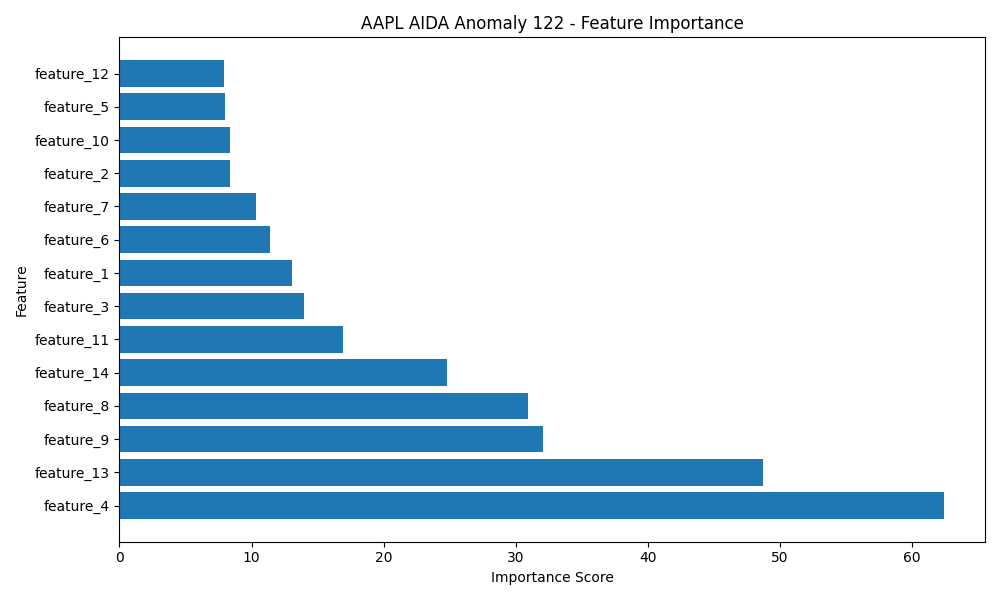 AAPL AIDA Anomaly 122 - Feature Importance
feature_12
feature_5
feature_10
feature_2
feature_7
feature_6
feature_1
feature_3
feature_11
feature_14
feature_8
feature_9
feature_13
feature_4
Feature
0 10 20 30 40 50 60
Importance Score